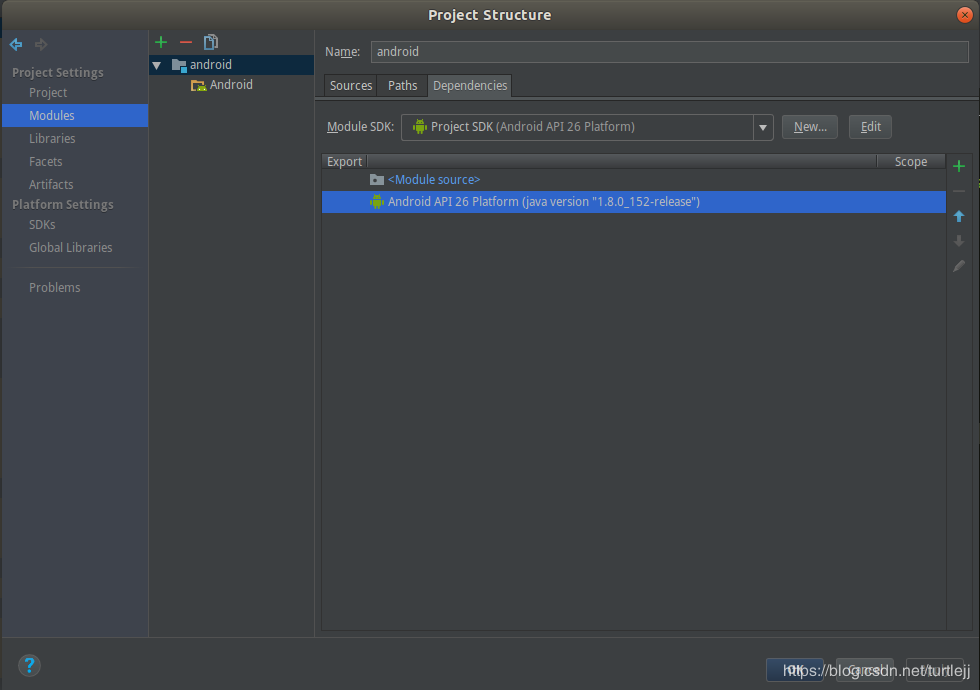 Project Structure
Project Settings
Project
Modules
Libraries
Facets
Artifacts
Platform Settings
SDKs
Global Libraries
Problems
android
Android
Name: android
Sources Paths Dependencies
Module SDK: Project SDK (Android API 26 Platform) New... Edit
Export Scope
<Module source>
Android API 26 Platform (java version "1.8.0_152-release")
?
OK Cancel
https://blog.csdn.net/turtlejj